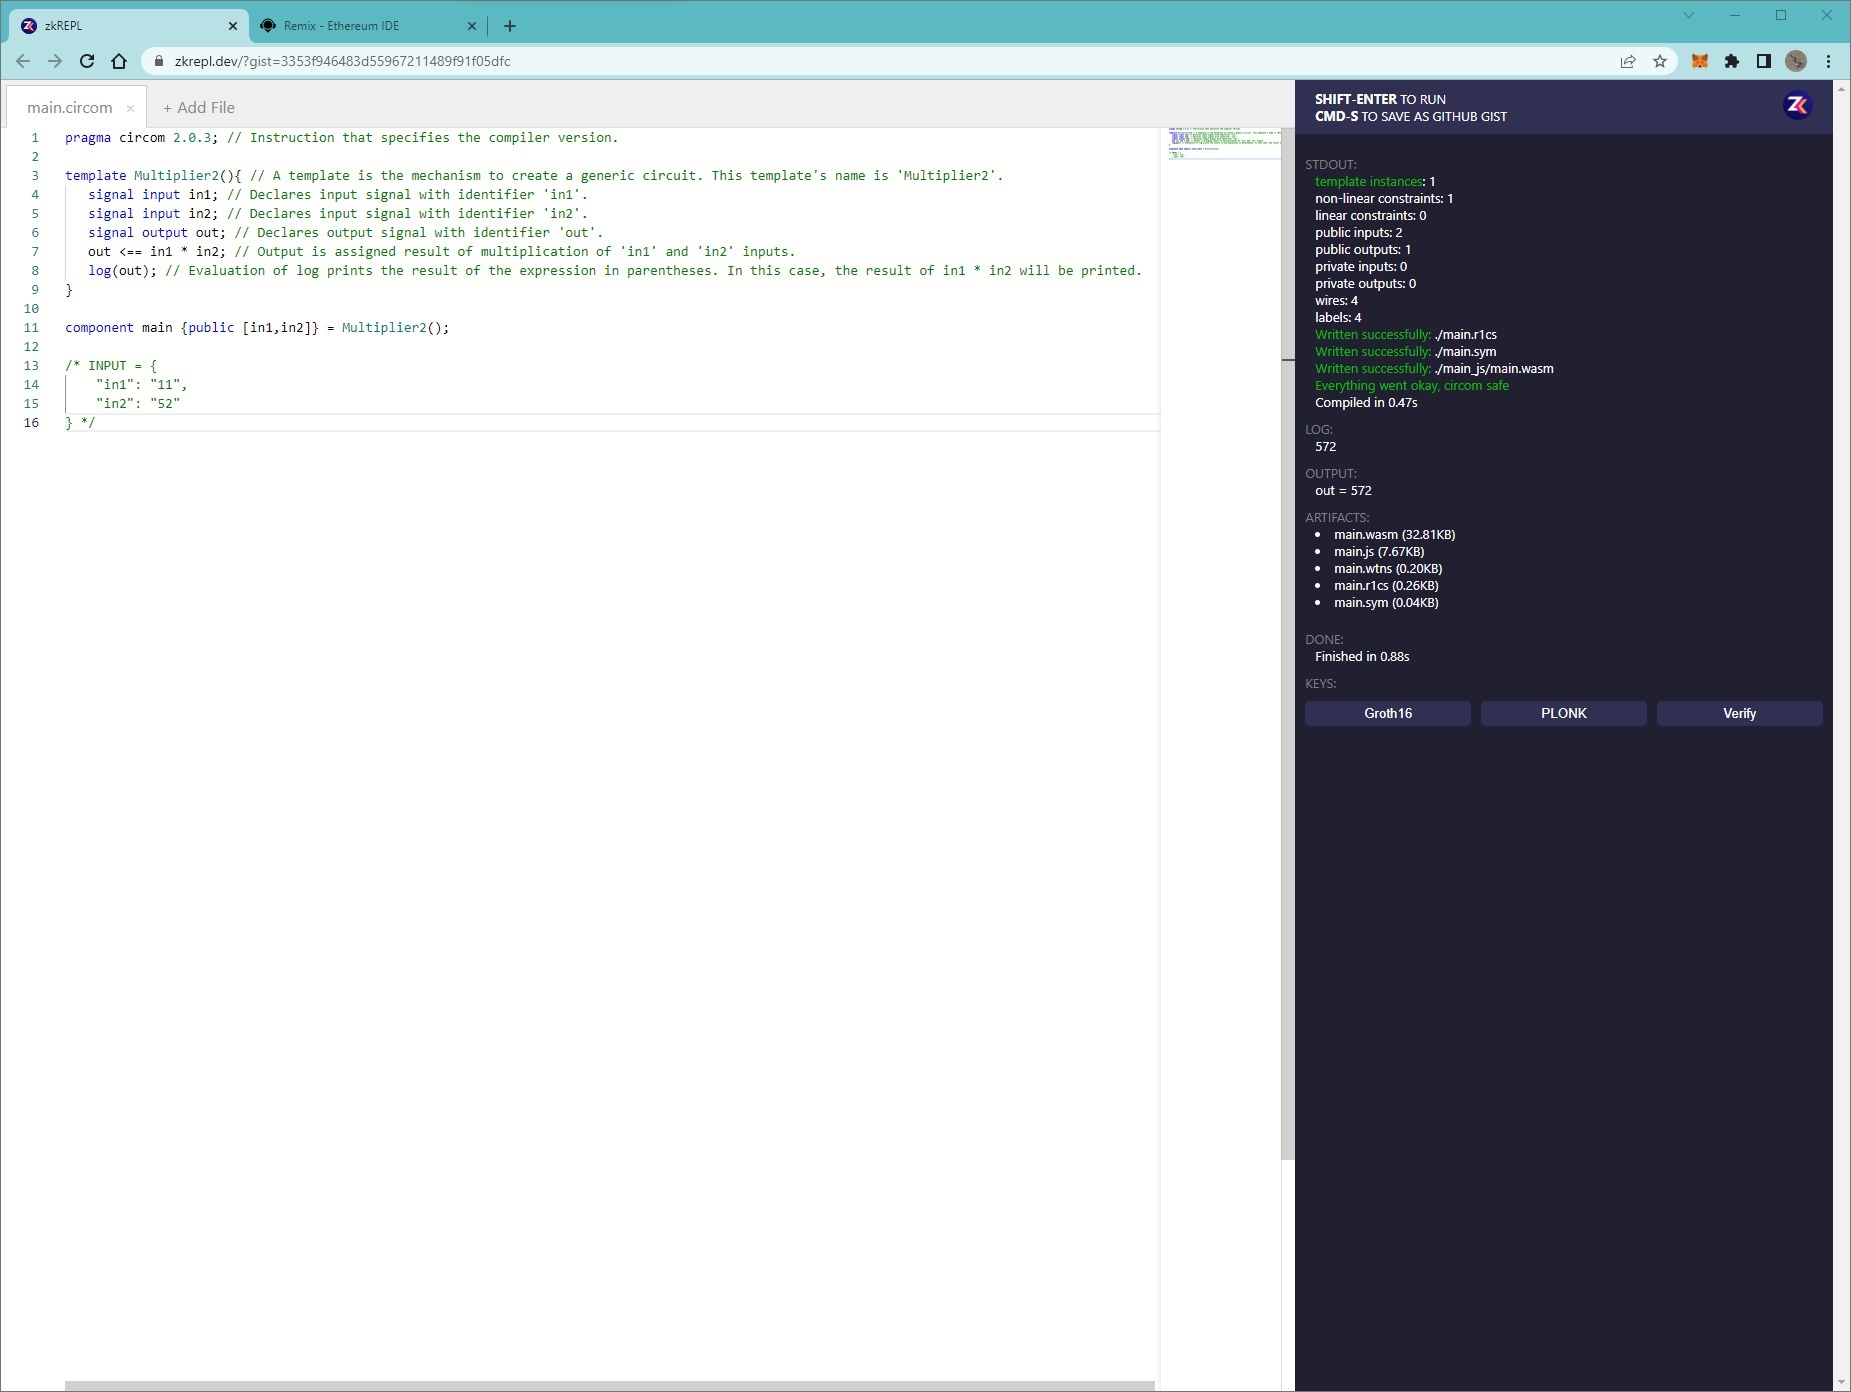 zkREPL
Remix - Ethereum IDE
zkrepl.dev/?gist=3353f946483d55967211489f91f05dfc
main.circom
+ Add File
1 pragma circom 2.0.3; // Instruction that specifies the compiler version.
2
3 template Multiplier2(){ // A template is the mechanism to create a generic circuit. This template's name is 'Multiplier2'.
4 signal input in1; // Declares input signal with identifier 'in1'.
5 signal input in2; // Declares input signal with identifier 'in2'.
6 signal output out; // Declares output signal with identifier 'out'.
7 out <== in1 * in2; // Output is assigned result of multiplication of 'in1' and 'in2' inputs.
8 log(out); // Evaluation of log prints the result of the expression in parentheses. In this case, the result of in1 * in2 will be printed.
9 }
10
11 component main {public [in1,in2]} = Multiplier2();
12
13 /* INPUT = {
14 "in1": "11",
15 "in2": "52"
16 } */
SHIFT-ENTER TO RUN
CMD-S TO SAVE AS GITHUB GIST
STDOUT:
template instances: 1
non-linear constraints: 1
linear constraints: 0
public inputs: 2
public outputs: 1
private inputs: 0
private outputs: 0
wires: 4
labels: 4
Written successfully: ./main.r1cs
Written successfully: ./main.sym
Written successfully: ./main_js/main.wasm
Everything went okay, circom safe
Compiled in 0.47s
LOG:
572
OUTPUT:
out = 572
ARTIFACTS:
• main.wasm (32.81KB)
• main.js (7.67KB)
• main.wtns (0.20KB)
• main.r1cs (0.26KB)
• main.sym (0.04KB)
DONE:
Finished in 0.88s
KEYS:
Groth16
PLONK
Verify